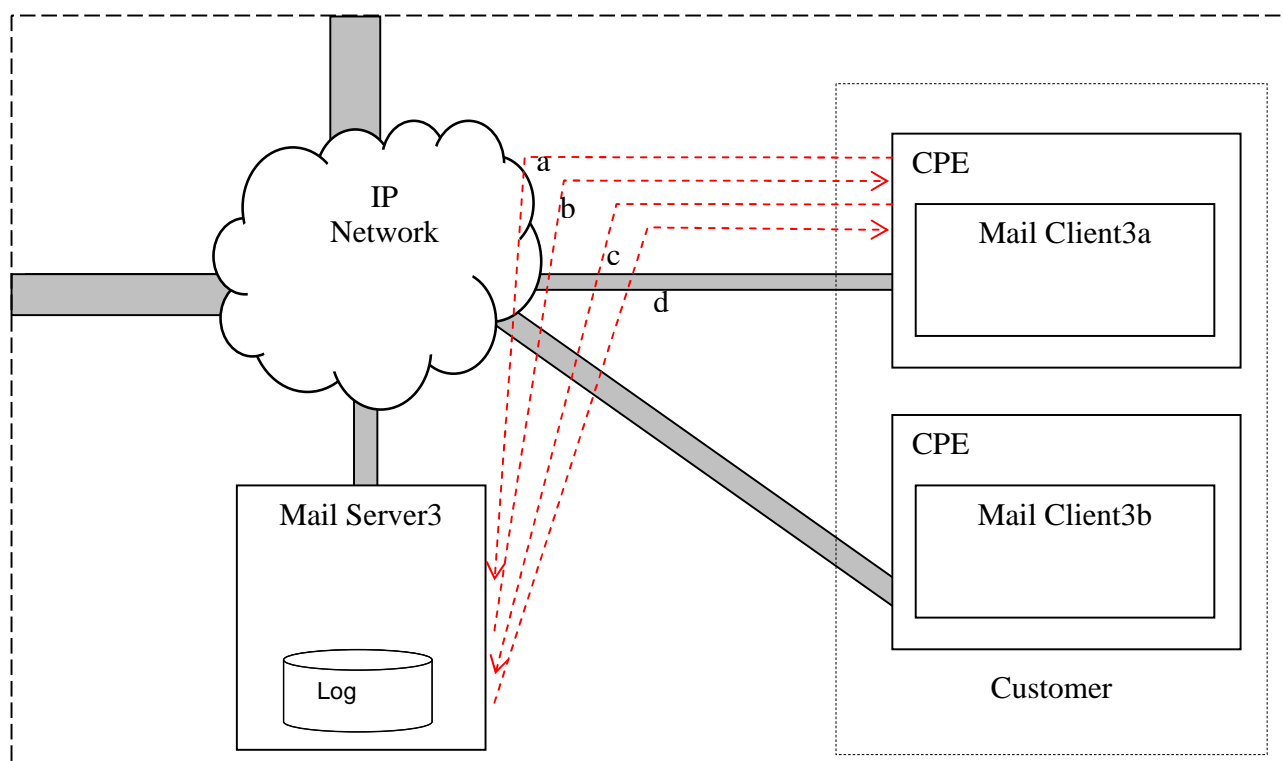 a
CPE
IP
Network
b
Mail Client3a
c
d
CPE
Mail Server3
Mail Client3b
Log
Customer